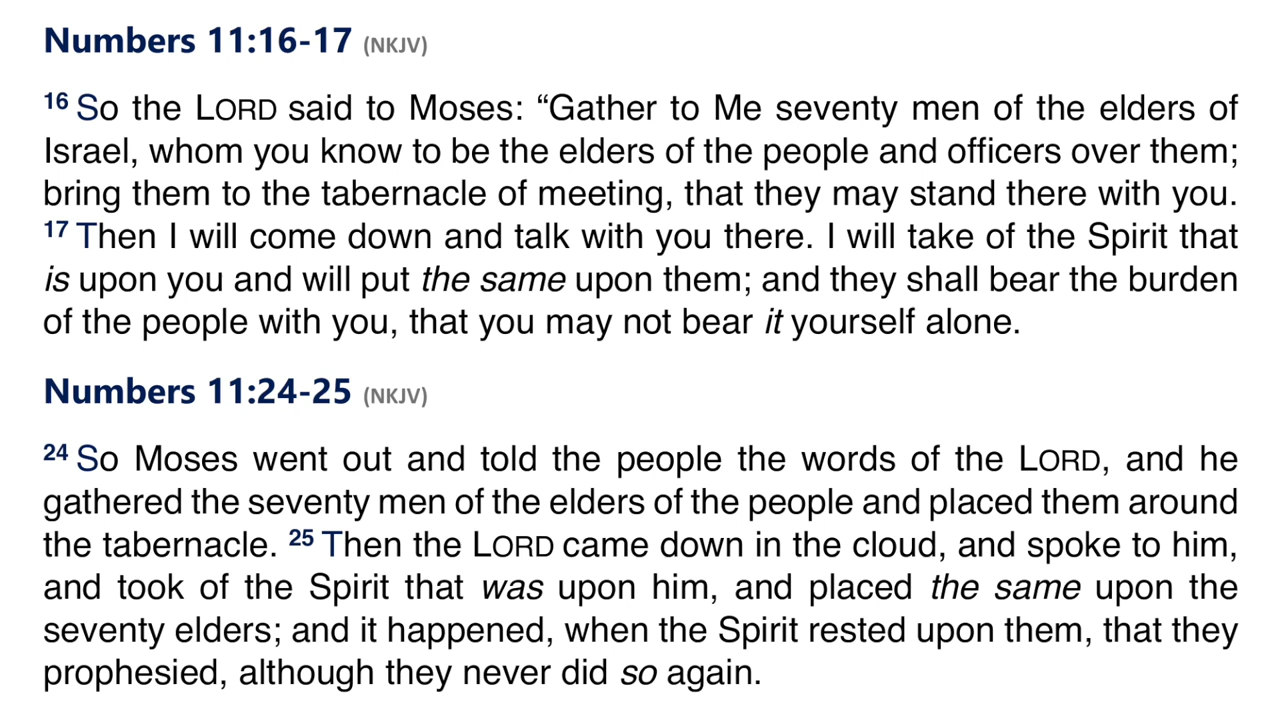 Numbers 11:16-17 (NKJV)
16 So the LORD said to Moses: “Gather to Me seventy men of the elders of
Israel, whom you know to be the elders of the people and officers over them;
bring them to the tabernacle of meeting, that they may stand there with you.
17 Then I will come down and talk with you there. I will take of the Spirit that
is upon you and will put the same upon them; and they shall bear the burden
of the people with you, that you may not bear it yourself alone.
Numbers 11:24-25 (NKJV)
24 So Moses went out and told the people the words of the LORD, and he
gathered the seventy men of the elders of the people and placed them around
the tabernacle. 25 Then the LORD came down in the cloud, and spoke to him,
and took of the Spirit that was upon him, and placed the same upon the
seventy elders; and it happened, when the Spirit rested upon them, that they
prophesied, although they never did so again.